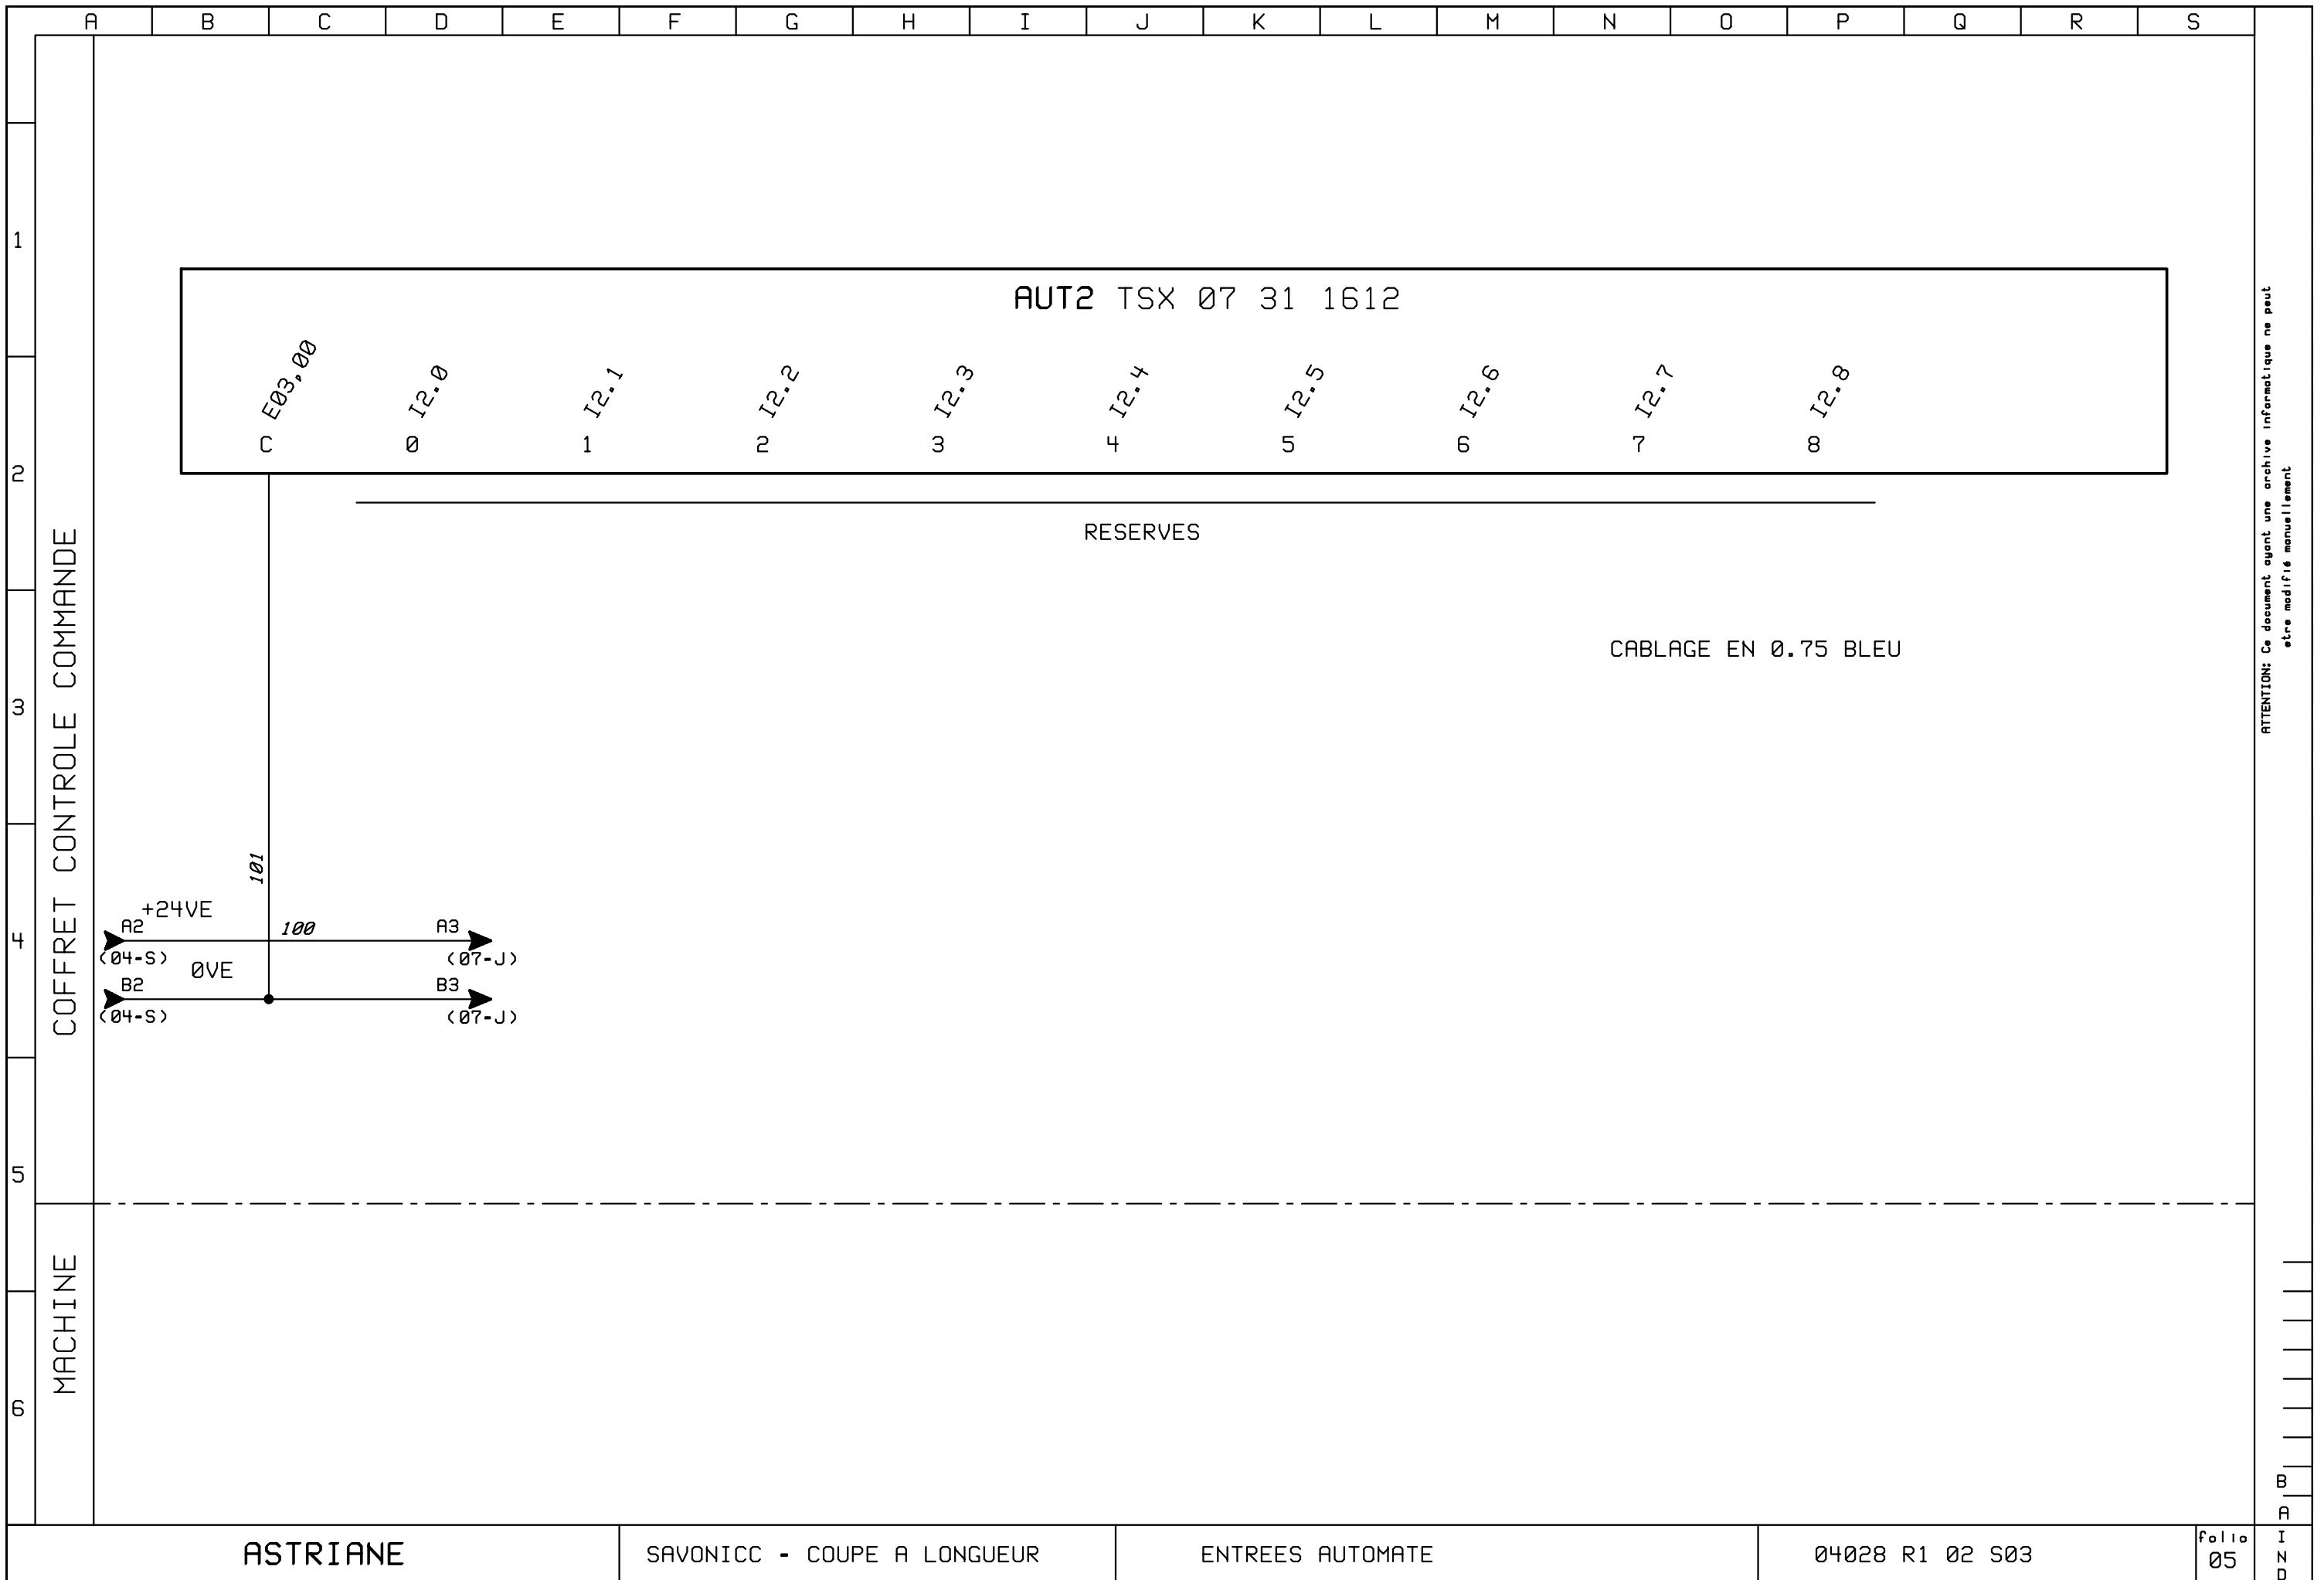 A B C D E F G H I J K L M N O P Q R S
1
2
3
4
5
6
COFFRET CONTROLE COMMANDE
MACHINE
AUT2 TSX 07 31 1612
E03,00 I2.0 I2.1 I2.2 I2.3 I2.4 I2.5 I2.6 I2.7 I2.8
C 0 1 2 3 4 5 6 7 8
RESERVES
CABLAGE EN 0.75 BLEU
101
+24VE
A2 100 A3
(04-S) (07-J)
0VE
B2 B3
(04-S) (07-J)
ATTENTION: Ce document ayant une archive informatique ne peut
etre modifié manuellement
B
A
IND
ASTRIANE
SAVONICC - COUPE A LONGUEUR
ENTREES AUTOMATE
04028 R1 02 S03
folio
05